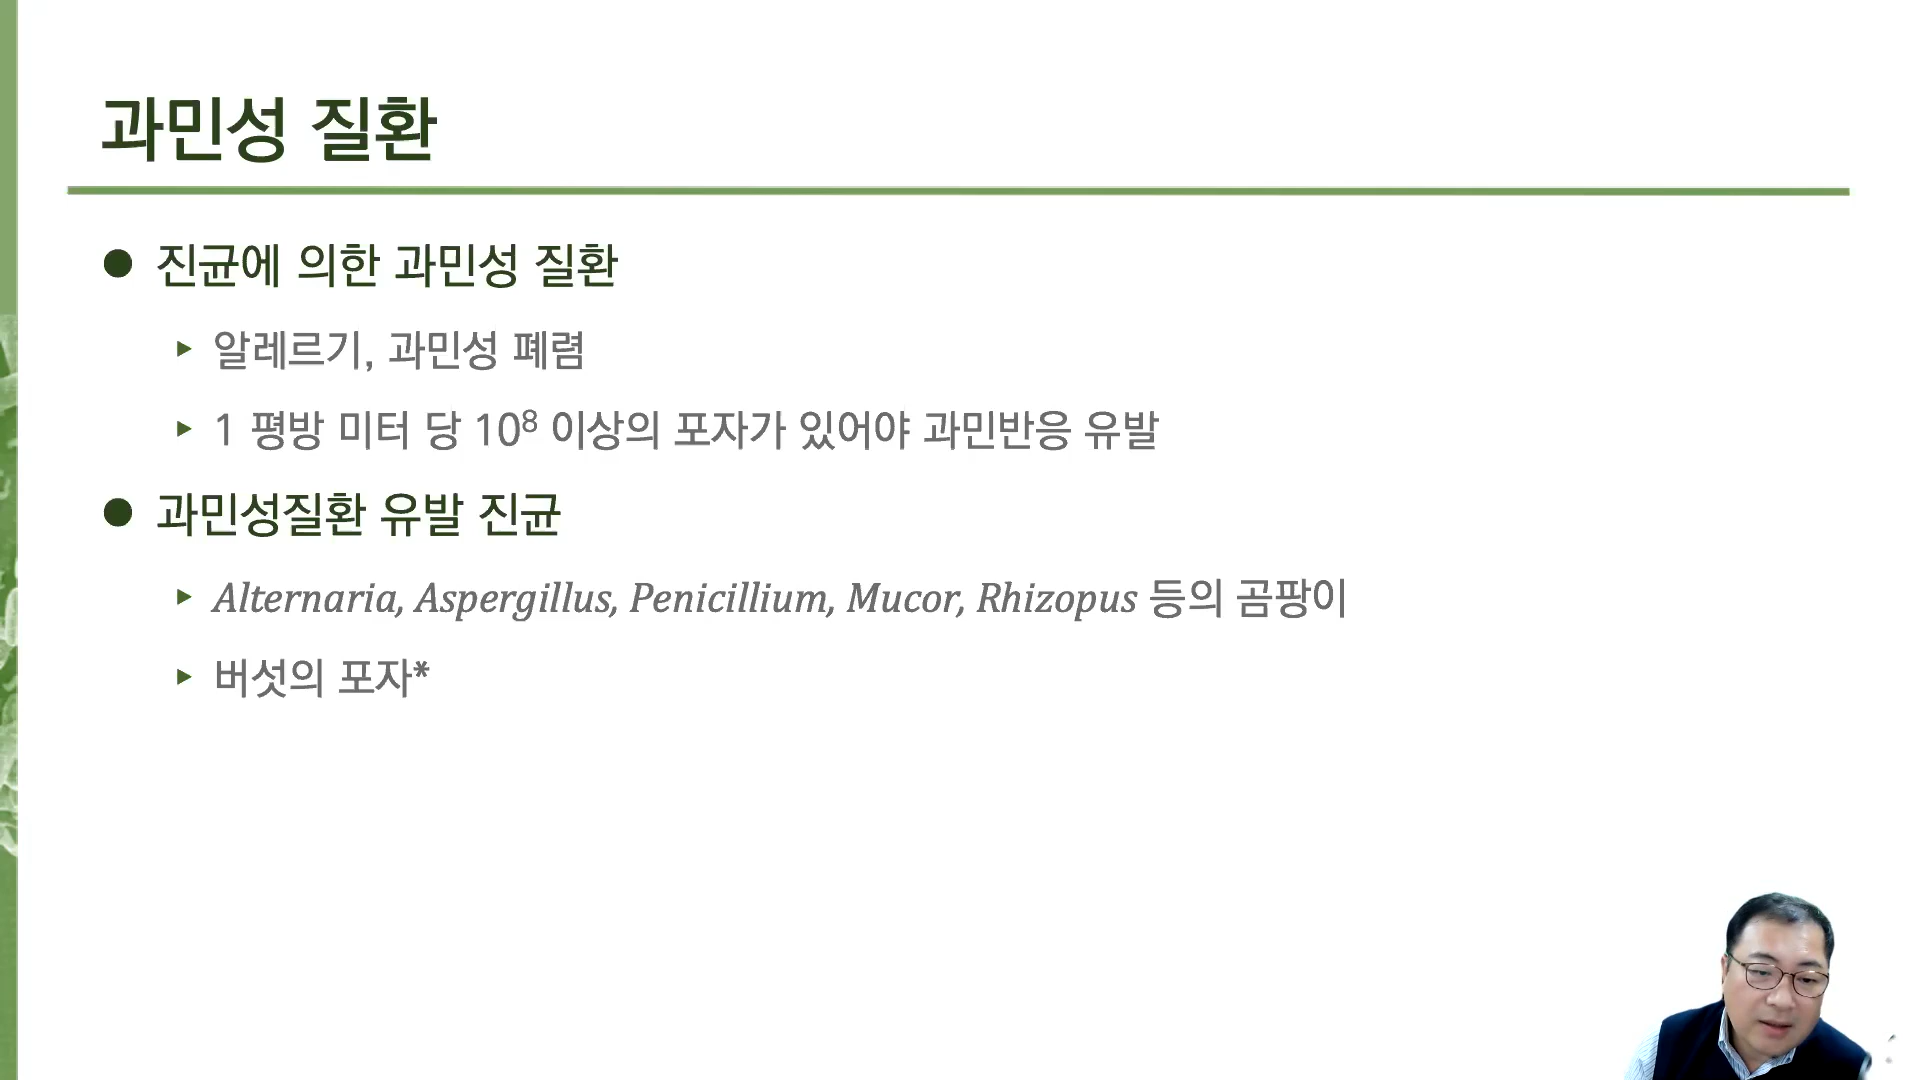 과민성 질환
● 진균에 의한 과민성 질환
▸ 알레르기, 과민성 폐렴
▸ 1 평방 미터 당 10⁸ 이상의 포자가 있어야 과민반응 유발
● 과민성질환 유발 진균
▸ Alternaria, Aspergillus, Penicillium, Mucor, Rhizopus 등의 곰팡이
▸ 버섯의 포자*